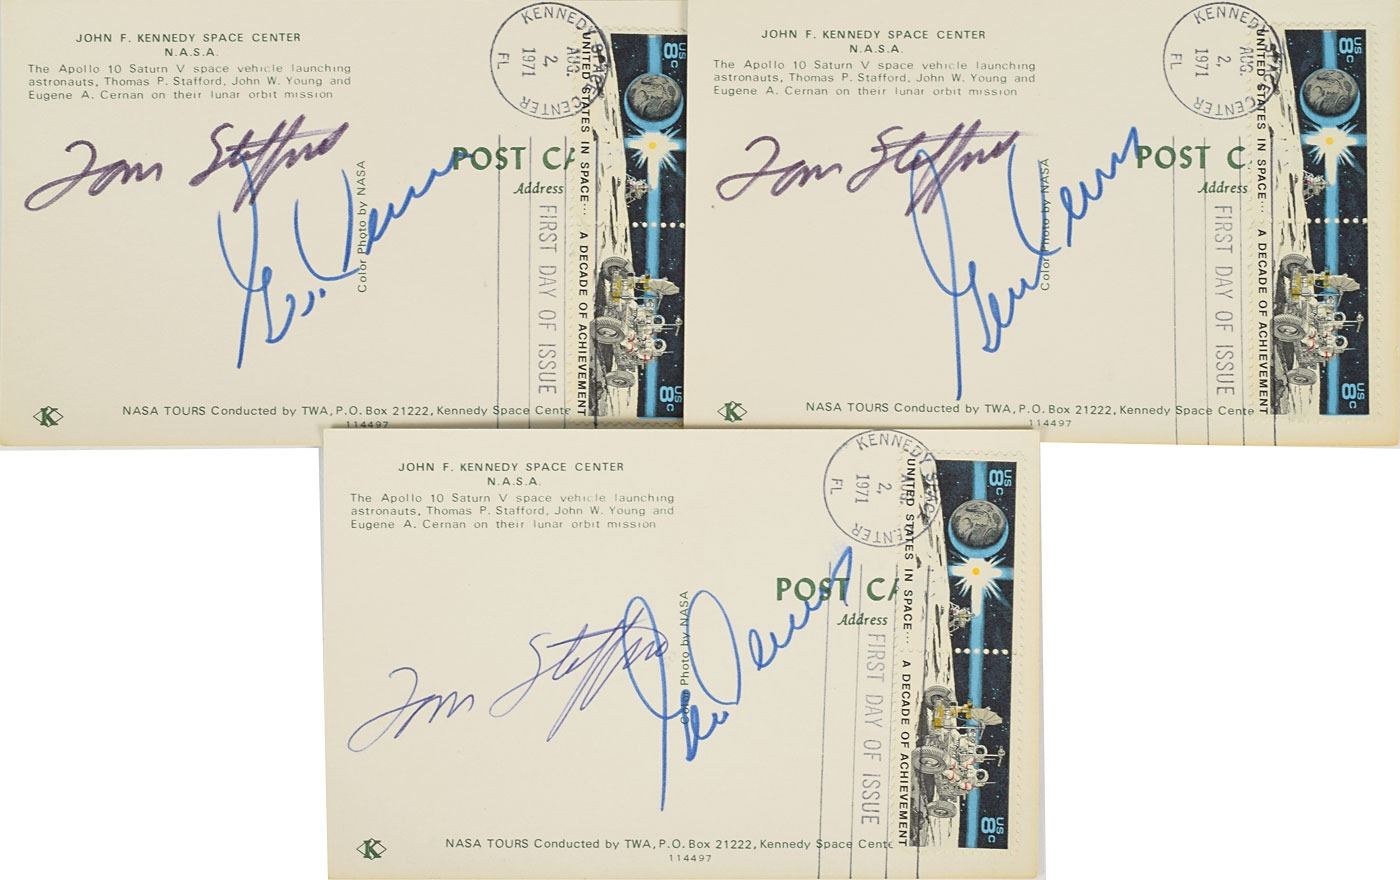 JOHN F. KENNEDY SPACE CENTER
N.A.S.A.
The Apollo 10 Saturn V space vehicle launching
astronauts, Thomas P. Stafford, John W. Young and
Eugene A. Cernan on their lunar orbit mission
Tom Stafford
Gene Cernan
Color Photo by NASA
POST CA
Address
KENNEDY SPACE CENTER
AUG.
2,
1971
FL
FIRST DAY OF ISSUE
UNITED STATES IN SPACE... A DECADE OF ACHIEVEMENT
US
8c
US
8c
K
NASA TOURS Conducted by TWA, P.O. Box 21222, Kennedy Space Cente
114497
JOHN F. KENNEDY SPACE CENTER
N.A.S.A.
The Apollo 10 Saturn V space vehicle launching
astronauts, Thomas P. Stafford, John W. Young and
Eugene A. Cernan on their lunar orbit mission
Tom Stafford
Gene Cernan
Color Photo by NASA
POST C
Address
KENNEDY SPACE CENTER
AUG.
2,
1971
FL
FIRST DAY OF ISSUE
UNITED STATES IN SPACE... A DECADE OF ACHIEVEMENT
US
8c
US
8c
K
NASA TOURS Conducted by TWA, P.O. Box 21222, Kennedy Space Cente
114497
JOHN F. KENNEDY SPACE CENTER
N.A.S.A.
The Apollo 10 Saturn V space vehicle launching
astronauts, Thomas P. Stafford, John W. Young and
Eugene A. Cernan on their lunar orbit mission
Tom Stafford
Gene Cernan
Color Photo by NASA
POST CA
Address
KENNEDY SPACE CENTER
AUG.
2,
1971
FL
FIRST DAY OF ISSUE
UNITED STATES IN SPACE... A DECADE OF ACHIEVEMENT
US
8c
US
8c
K
NASA TOURS Conducted by TWA, P.O. Box 21222, Kennedy Space Cente
114497